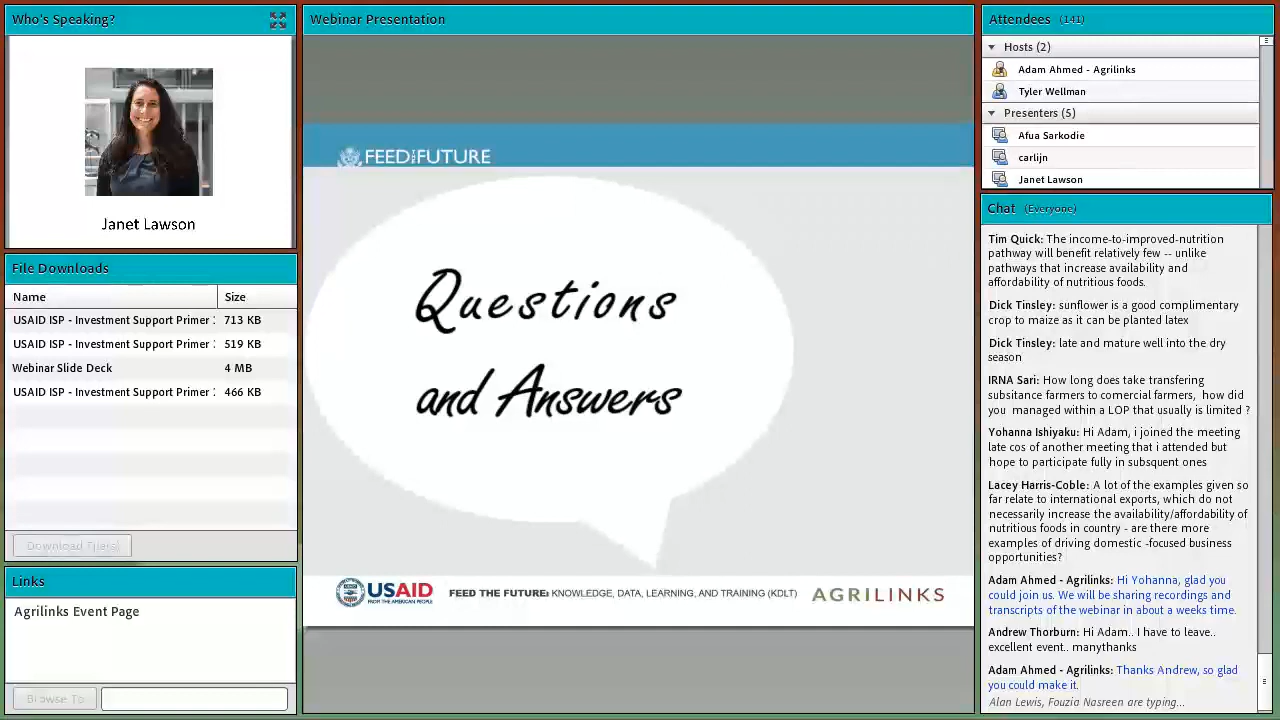 Who's Speaking?
Janet Lawson
File Downloads
Name Size
USAID ISP - Investment Support Primer 713 KB
USAID ISP - Investment Support Primer 519 KB
Webinar Slide Deck 4 MB
USAID ISP - Investment Support Primer 466 KB
Download File(s)
Links
Agrilinks Event Page
Browse To
Webinar Presentation
FEED THE FUTURE
Questions
and Answers
USAID
FROM THE AMERICAN PEOPLE
FEED THE FUTURE: KNOWLEDGE, DATA, LEARNING, AND TRAINING (KDLT)
AGRILINKS
Attendees (141)
Hosts (2)
Adam Ahmed - Agrilinks
Tyler Wellman
Presenters (5)
Afua Sarkodie
carlijn
Janet Lawson
Chat (Everyone)
Tim Quick: The income-to-improved-nutrition
pathway will benefit relatively few -- unlike
pathways that increase availability and
affordability of nutritious foods.
Dick Tinsley: sunflower is a good complimentary
crop to maize as it can be planted latex
Dick Tinsley: late and mature well into the dry
season
IRNA Sari: How long does take transfering
subsitance farmers to comercial farmers, how did
you managed within a LOP that usually is limited ?
Yohanna Ishiyaku: Hi Adam, i joined the meeting
late cos of another meeting that i attended but
hope to participate fully in subsquent ones
Lacey Harris-Coble: A lot of the examples given so
far relate to international exports, which do not
necessarily increase the availability/affordability of
nutritious foods in country - are there more
examples of driving domestic -focused business
opportunities?
Adam Ahmed - Agrilinks: Hi Yohanna, glad you
could join us. We will be sharing recordings and
transcripts of the webinar in about a weeks time.
Andrew Thorburn: Hi Adam.. I have to leave..
excellent event.. manythanks
Adam Ahmed - Agrilinks: Thanks Andrew, so glad
you could make it.
Alan Lewis, Fouzia Nasreen are typing...